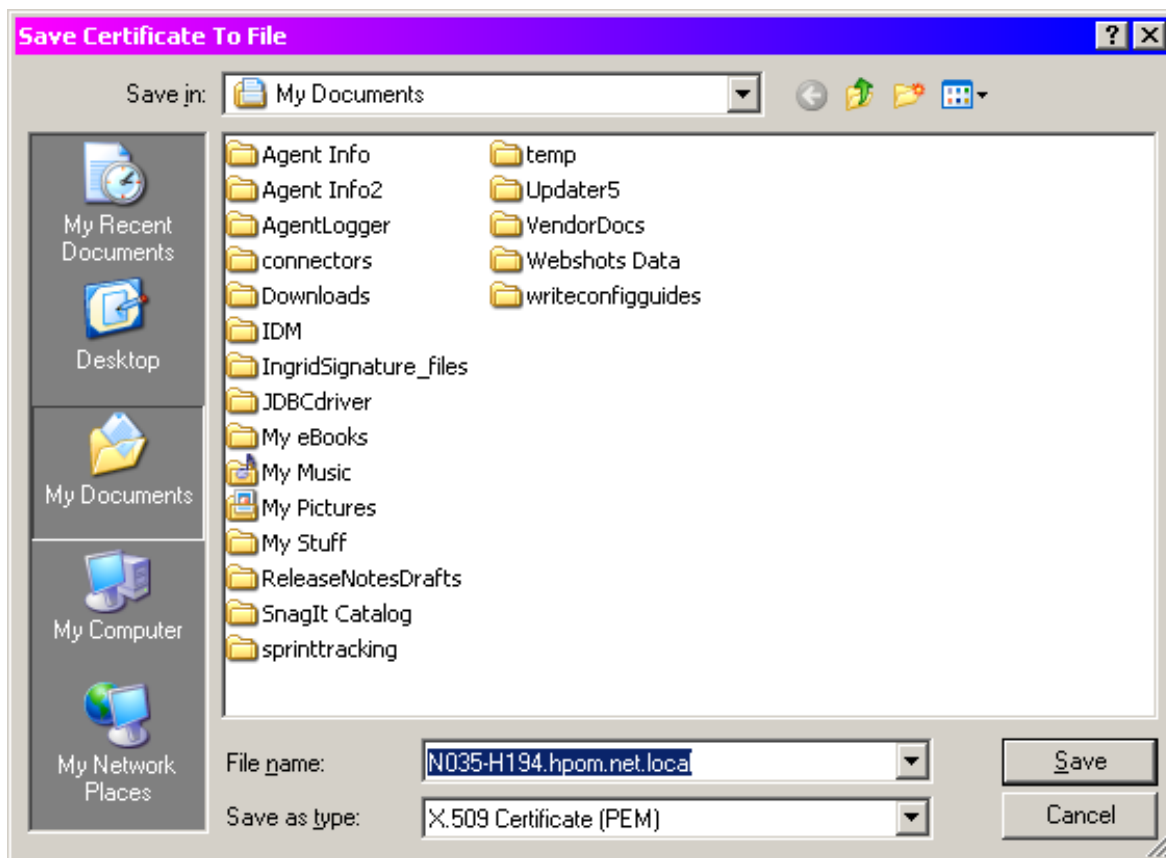 Save Certificate To File
Save in:
My Documents
My Recent
Documents
Desktop
My Documents
My Computer
My Network
Places
Agent Info
Agent Info2
AgentLogger
connectors
Downloads
IDM
IngridSignature_files
JDBCdriver
My eBooks
My Music
My Pictures
My Stuff
ReleaseNotesDrafts
SnagIt Catalog
sprinttracking
temp
Updater5
VendorDocs
Webshots Data
writeconfigguides
File name:
N035-H194.hpom.net.local
Save
Save as type:
X.509 Certificate (PEM)
Cancel